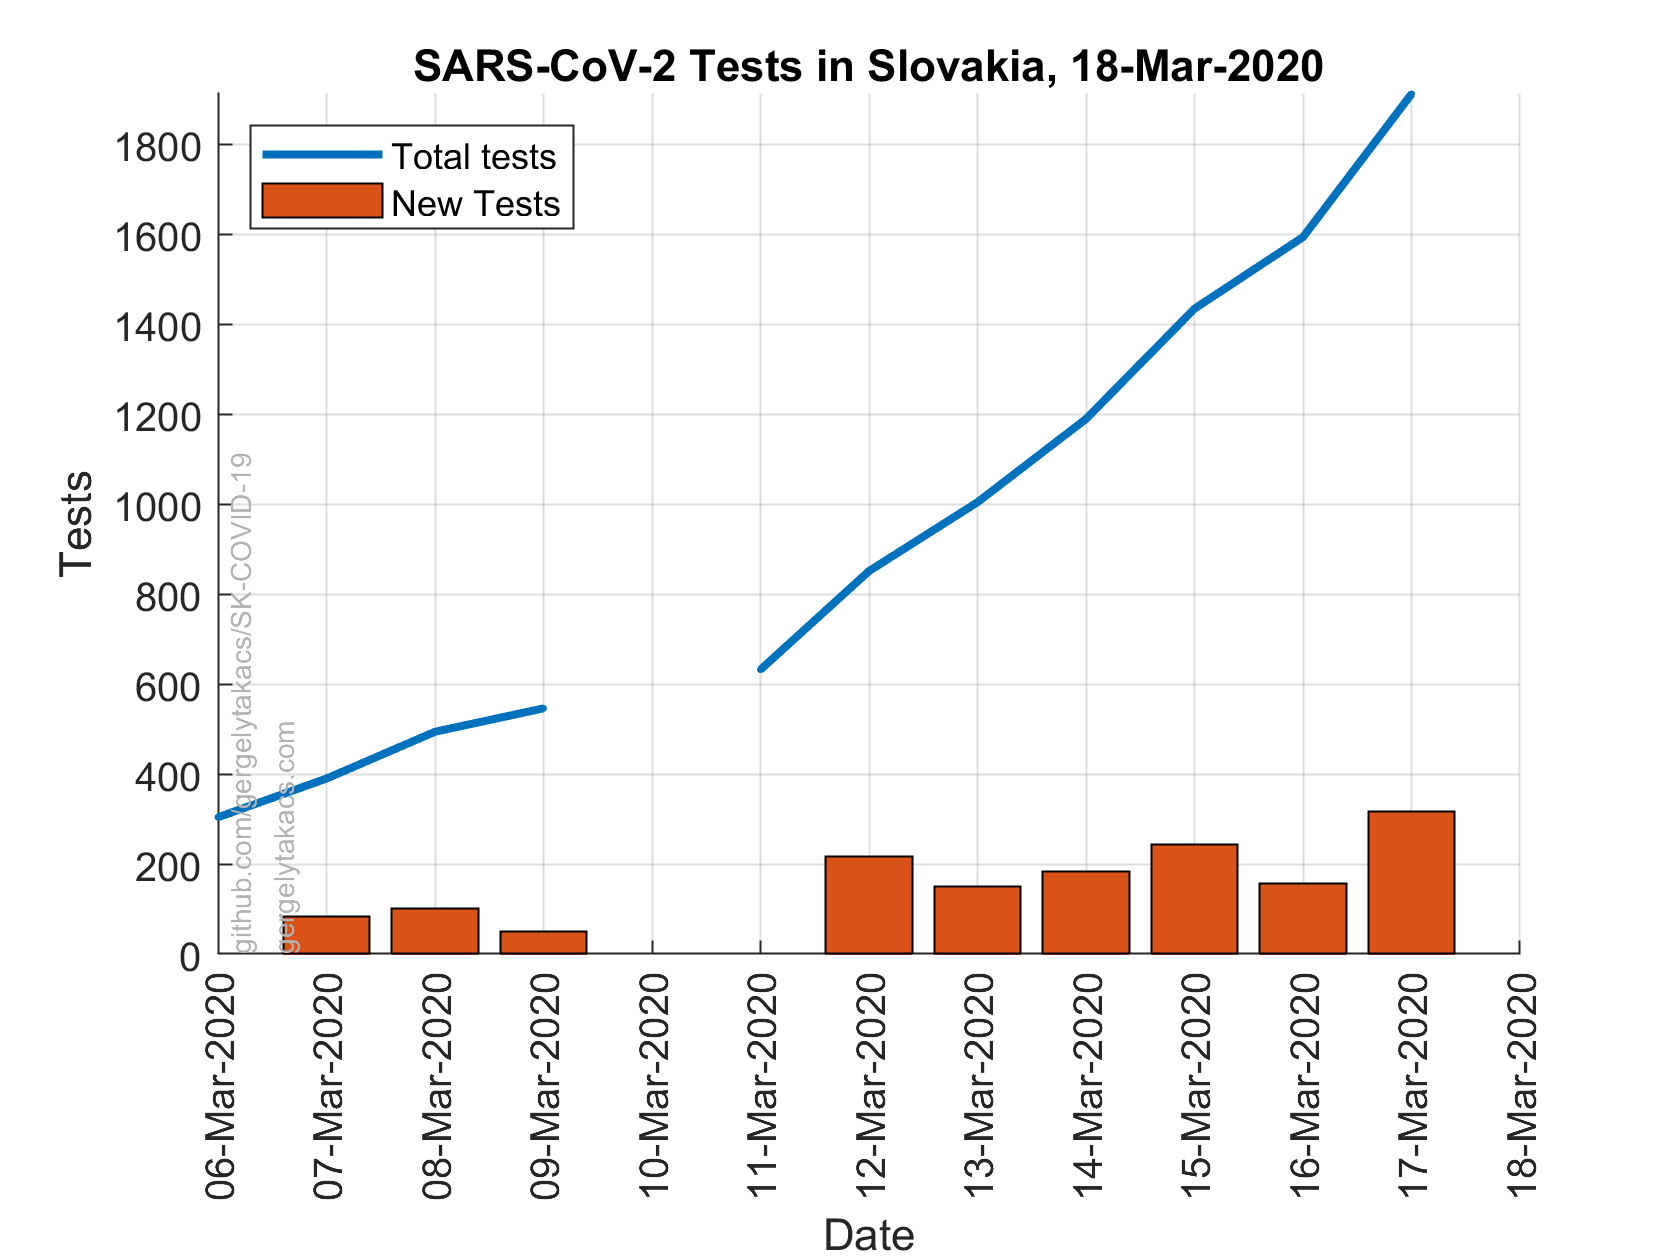 SARS-CoV-2 Tests in Slovakia, 18-Mar-2020
Total tests
New Tests
1800
1600
1400
1200
1000
800
600
400
200
0
Tests
github.com/gergelytakacs/SK-COVID-19
gergelytakacs.com
06-Mar-2020
07-Mar-2020
08-Mar-2020
09-Mar-2020
10-Mar-2020
11-Mar-2020
12-Mar-2020
13-Mar-2020
14-Mar-2020
15-Mar-2020
16-Mar-2020
17-Mar-2020
18-Mar-2020
Date